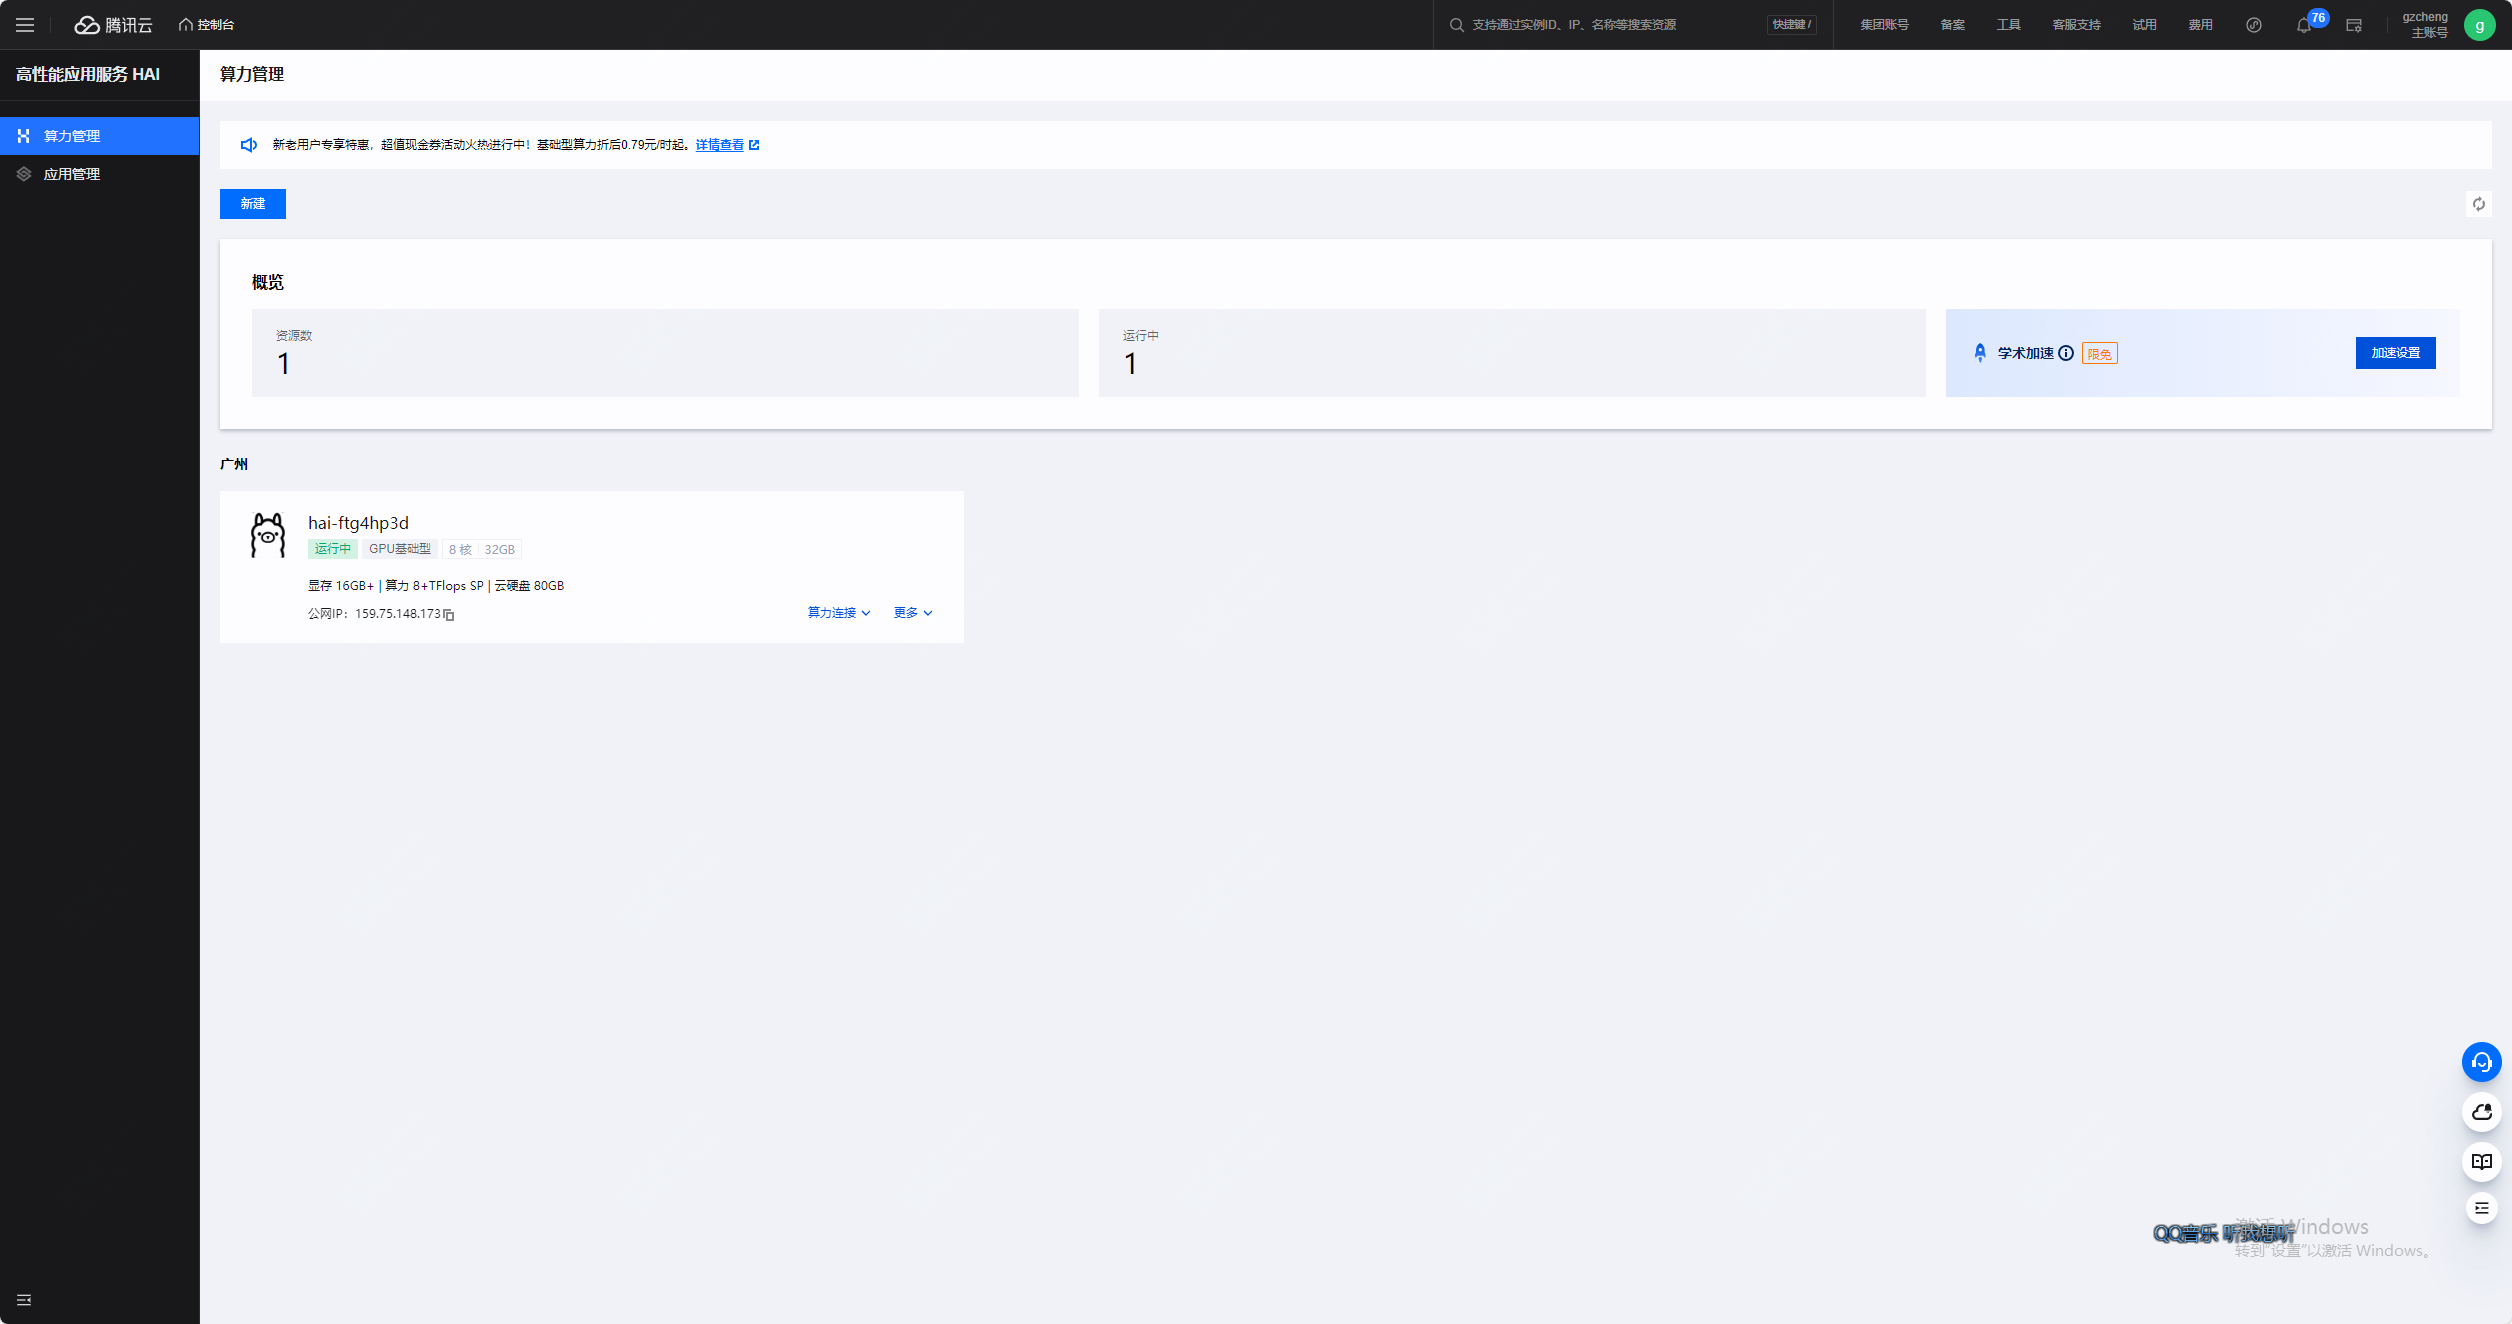 腾讯云
控制台
支持通过实例ID、IP、名称等搜索资源
快捷键 /
集团账号
备案
工具
客服支持
试用
费用
76
gzcheng
主账号
g
高性能应用服务 HAI
算力管理
应用管理
算力管理
新老用户专享特惠，超值现金券活动火热进行中！基础型算力折后0.79元/时起。详情查看
新建
概览
资源数
1
运行中
1
学术加速
限免
加速设置
广州
hai-ftg4hp3d
运行中
GPU基础型
8 核
32GB
显存 16GB+ | 算力 8+TFlops SP | 云硬盘 80GB
公网IP：159.75.148.173
算力连接
更多
激活 Windows
QQ音乐 听我想听
转到"设置"以激活 Windows。